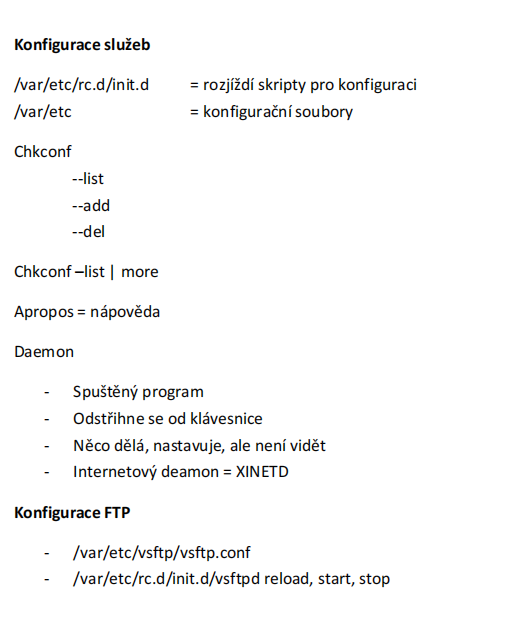 Konfigurace služeb
/var/etc/rc.d/init.d = rozjíždí skripty pro konfiguraci
/var/etc = konfigurační soubory
Chkconf
--list
--add
--del
Chkconf –list | more
Apropos = nápověda
Daemon
- Spuštěný program
- Odstřihne se od klávesnice
- Něco dělá, nastavuje, ale není vidět
- Internetový deamon = XINETD
Konfigurace FTP
- /var/etc/vsftp/vsftp.conf
- /var/etc/rc.d/init.d/vsftpd reload, start, stop